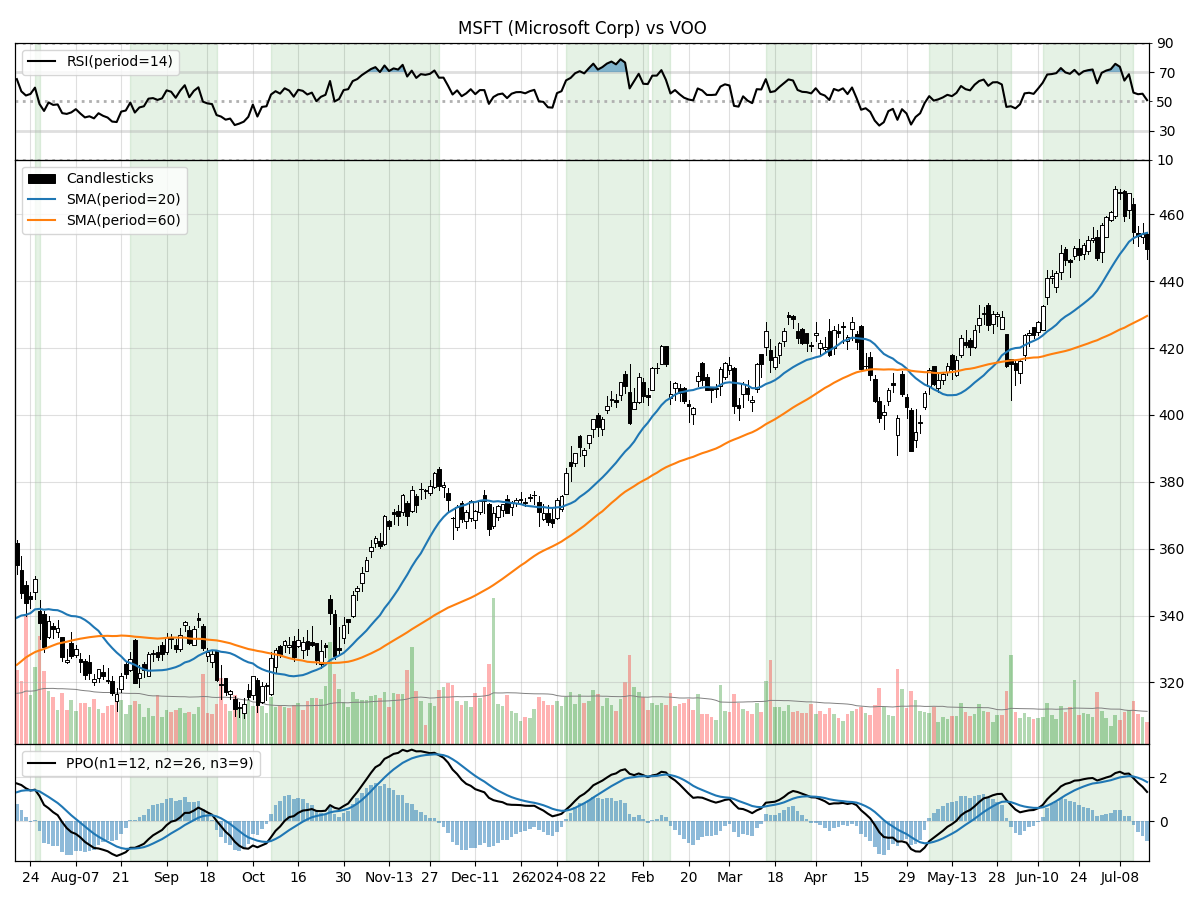 MSFT (Microsoft Corp) vs VOO
RSI(period=14)
90
70
50
30
10
Candlesticks
SMA(period=20)
SMA(period=60)
460
440
420
400
380
360
340
320
PPO(n1=12, n2=26, n3=9)
2
0
24 Aug-07 21 Sep 18 Oct 16 30 Nov-13 27 Dec-11 26 2024-08 22 Feb 20 Mar 18 Apr 15 29 May-13 28 Jun-10 24 Jul-08